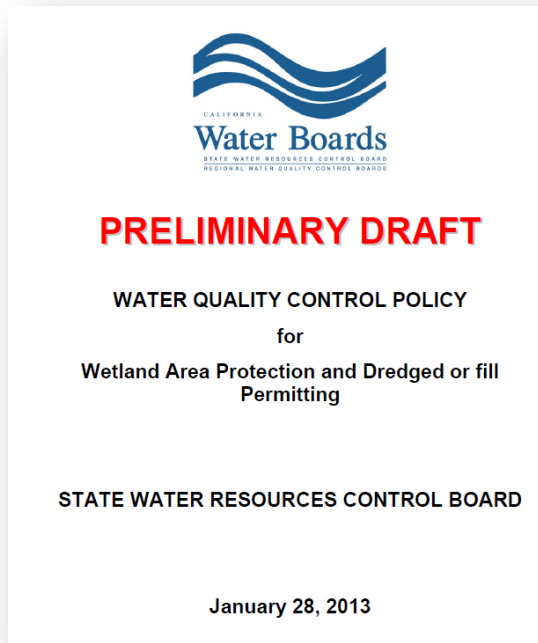 CALIFORNIA
Water Boards
STATE WATER RESOURCES CONTROL BOARD
REGIONAL WATER QUALITY CONTROL BOARDS
PRELIMINARY DRAFT
WATER QUALITY CONTROL POLICY
for
Wetland Area Protection and Dredged or fill
Permitting
STATE WATER RESOURCES CONTROL BOARD
January 28, 2013